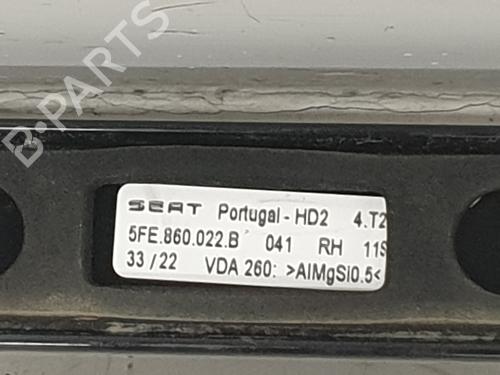 B-PARTS
SEAT Portugal - HD2 4.T2
5FE.860.022.B 041 RH 11S
33/22 VDA 260: >AlMgSi0.5<